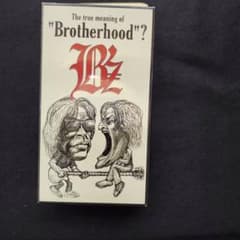 The true meaning of
"Brotherhood"?
B'z